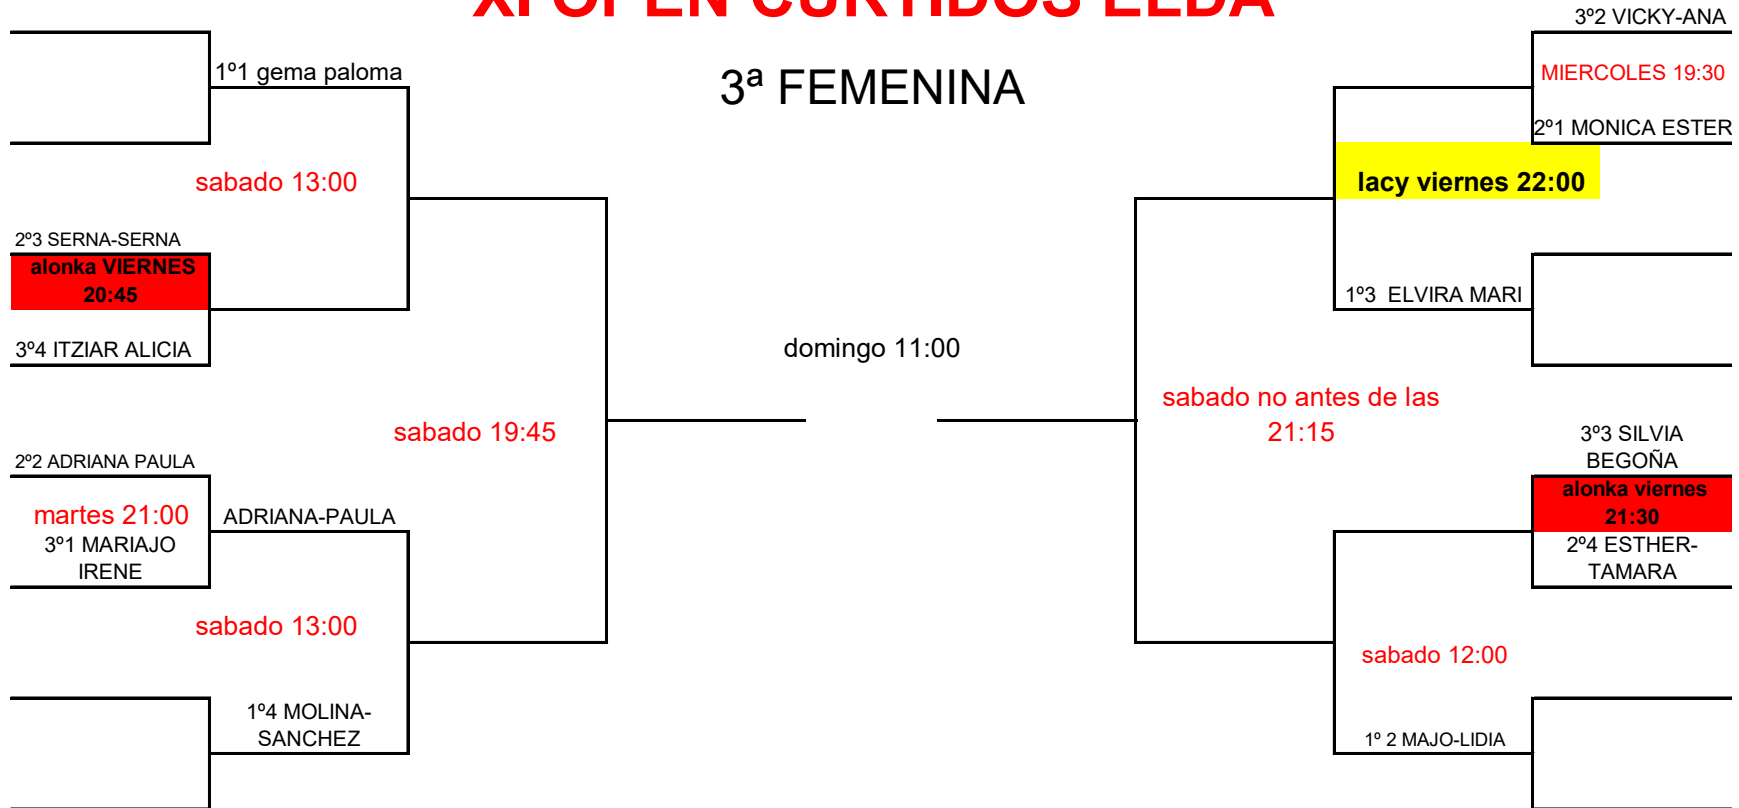 XI OPEN CURTIDOS ELDA
3ª FEMENINA
1º1 gema paloma
sabado 13:00
2º3 SERNA-SERNA
alonka VIERNES
20:45
3º4 ITZIAR ALICIA
sabado 19:45
2º2 ADRIANA PAULA
martes 21:00
3º1 MARIAJO
IRENE
ADRIANA-PAULA
sabado 13:00
1º4 MOLINA-
SANCHEZ
domingo 11:00
3º2 VICKY-ANA
MIERCOLES 19:30
2º1 MONICA ESTER
lacy viernes 22:00
1º3 ELVIRA MARI
sabado no antes de las
21:15
3º3 SILVIA
BEGOÑA
alonka viernes
21:30
2º4 ESTHER-
TAMARA
sabado 12:00
1º 2 MAJO-LIDIA